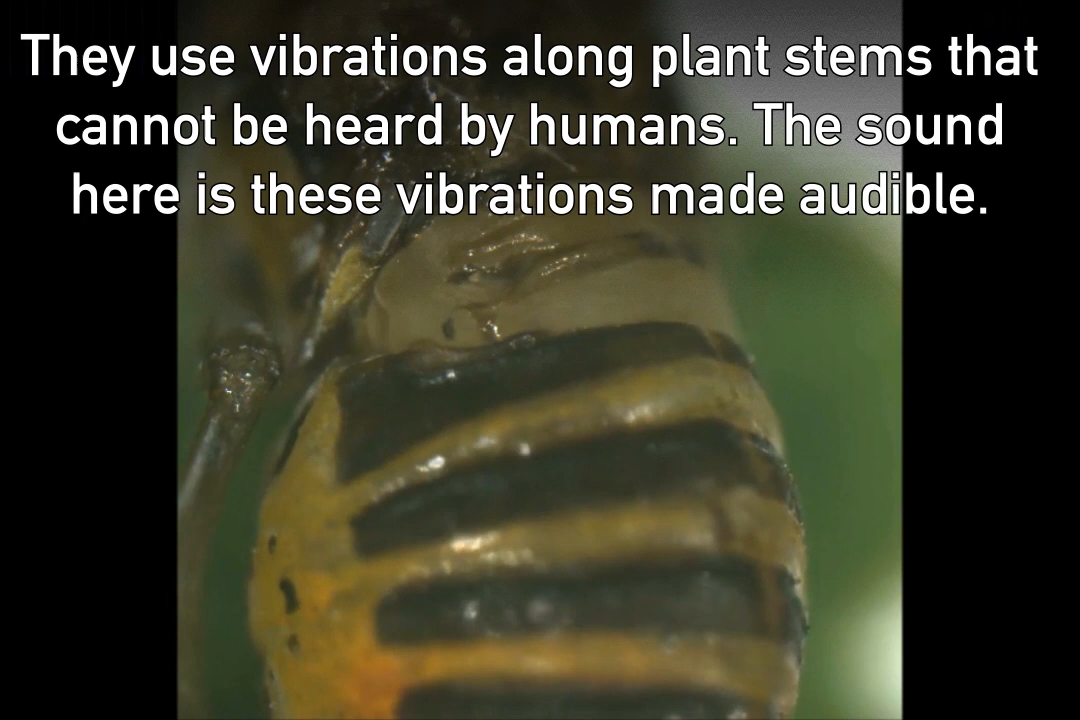 They use vibrations along plant stems that
cannot be heard by humans. The sound
here is these vibrations made audible.